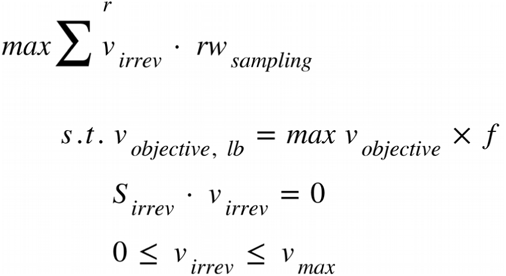 max ∑ʳ v_irrev · rw_sampling
s.t. v_objective, lb = max v_objective × f
S_irrev · v_irrev = 0
0 ≤ v_irrev ≤ v_max